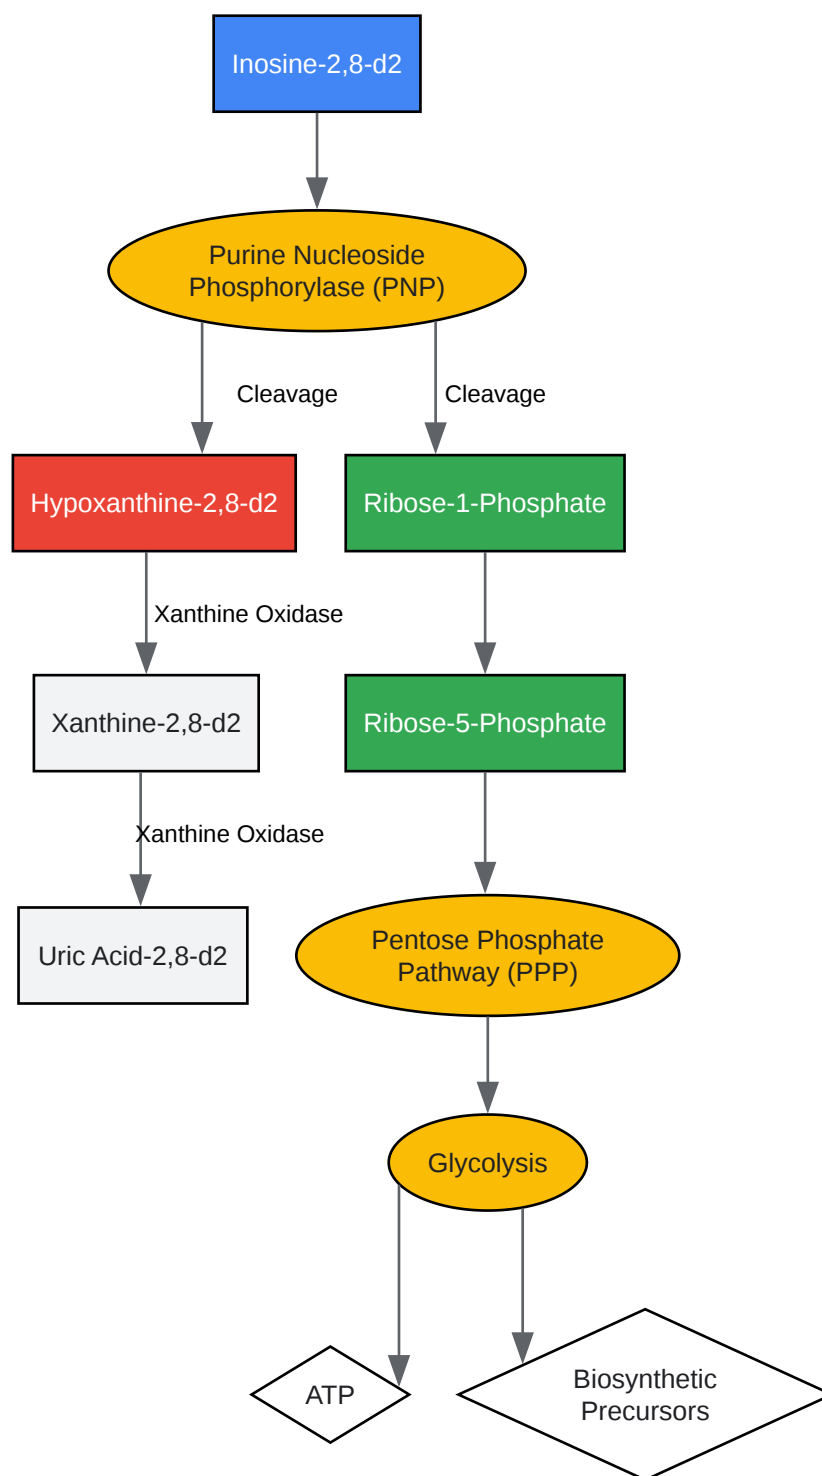 Inosine-2,8-d2
Purine Nucleoside
Phosphorylase (PNP)
Cleavage
Cleavage
Hypoxanthine-2,8-d2
Ribose-1-Phosphate
Xanthine Oxidase
Xanthine-2,8-d2
Ribose-5-Phosphate
Xanthine Oxidase
Uric Acid-2,8-d2
Pentose Phosphate
Pathway (PPP)
Glycolysis
ATP
Biosynthetic
Precursors